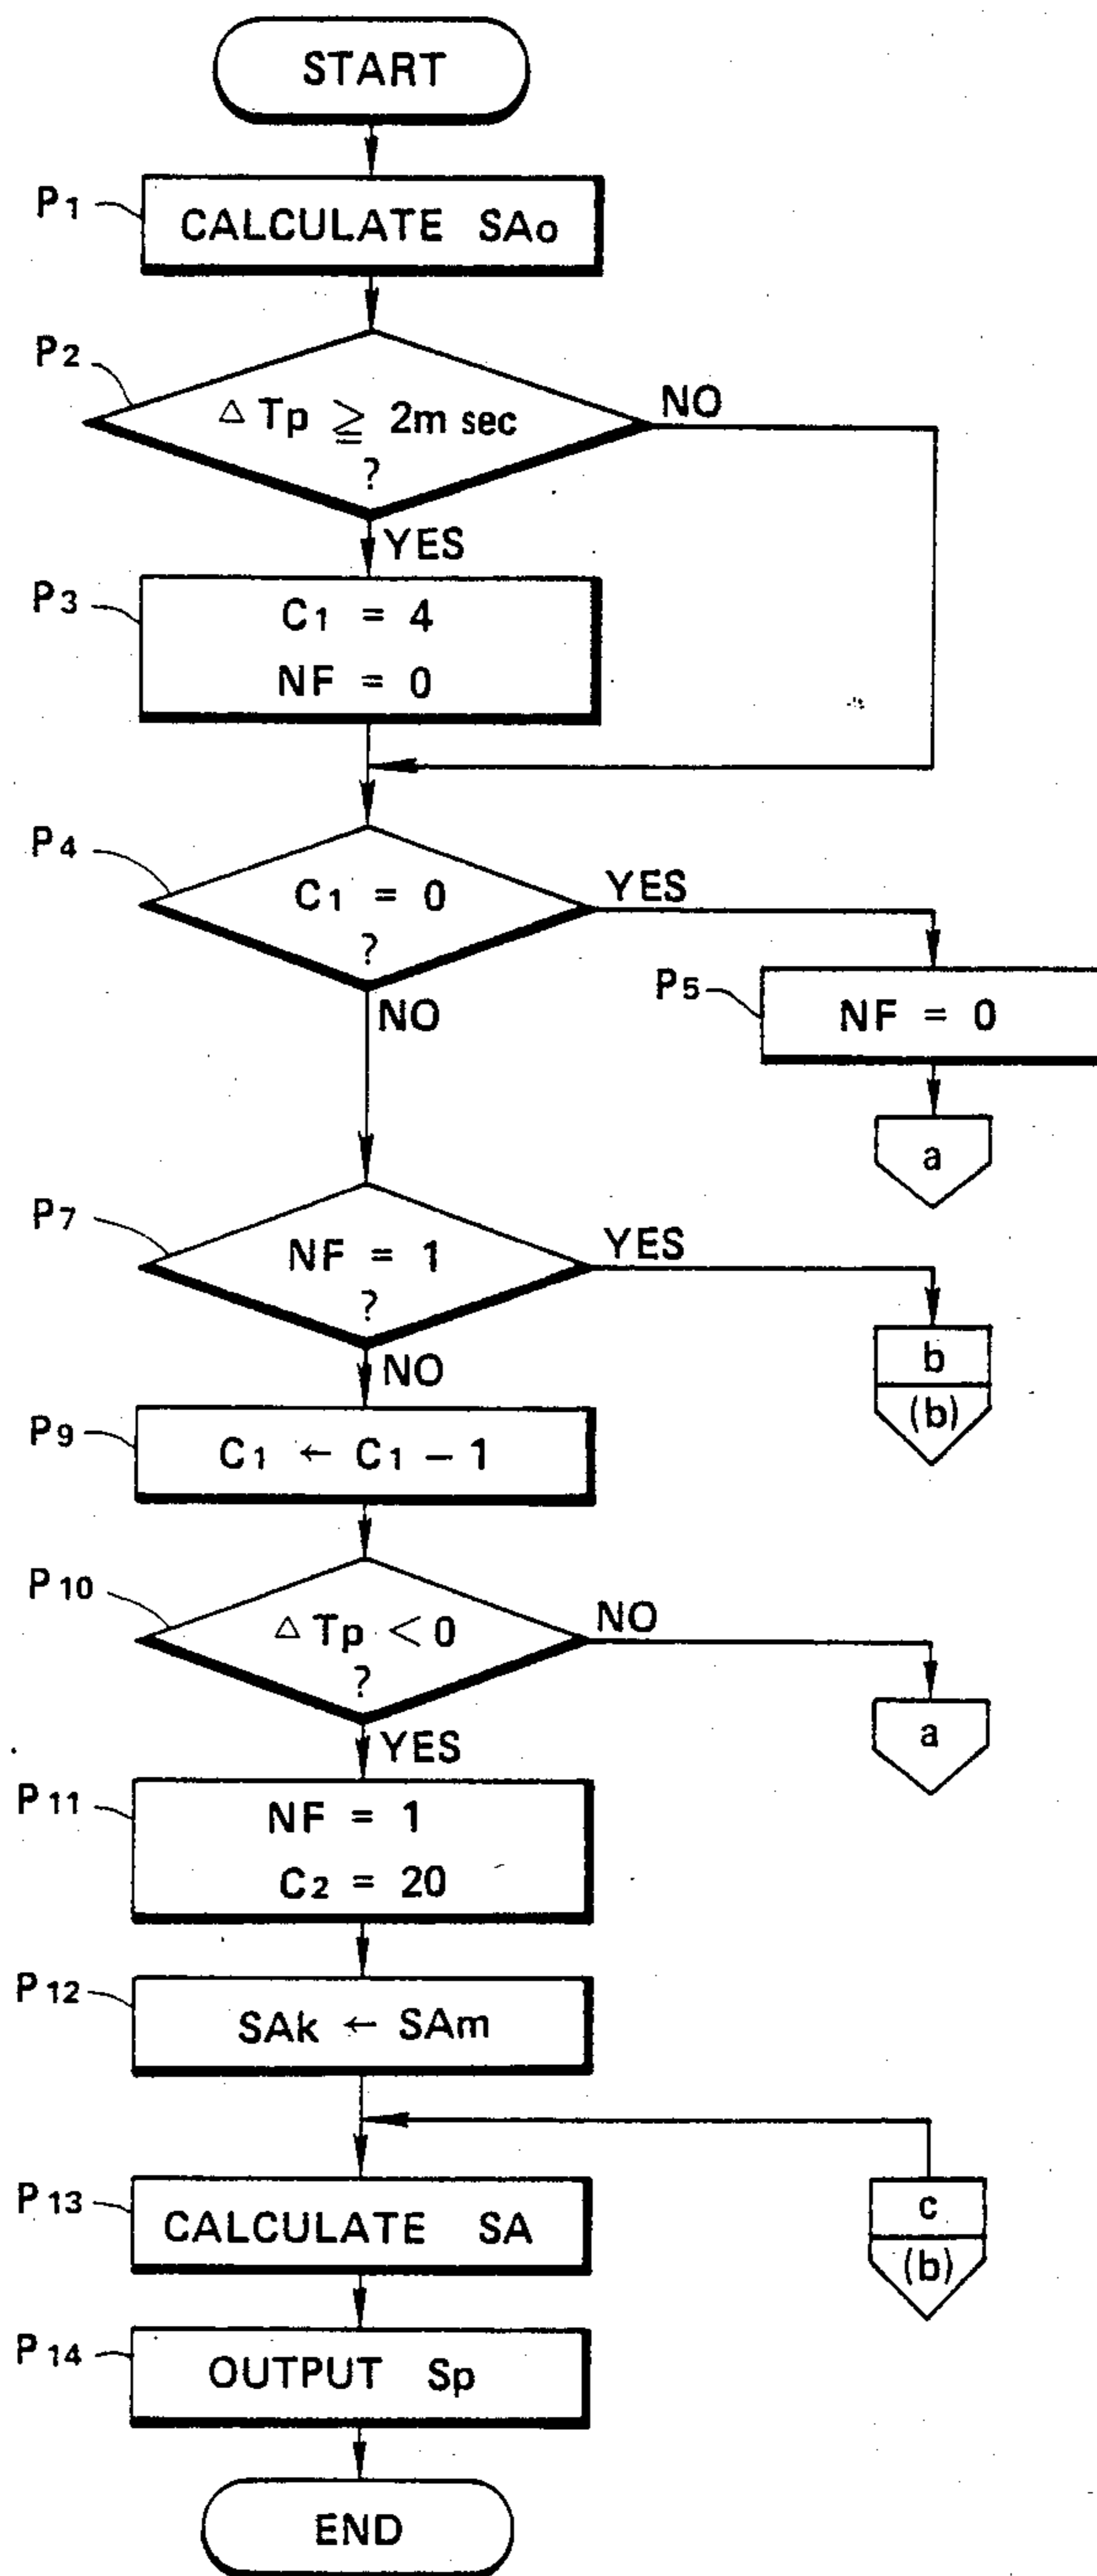 START
P1
CALCULATE SAo
P2
△Tp ≧ 2m sec
?
NO
YES
P3
C1 = 4
NF = 0
P4
C1 = 0
?
YES
NO
P5
NF = 0
a
P7
NF = 1
?
YES
NO
b
(b)
P9
C1 ← C1 – 1
P10
△Tp < 0
?
NO
YES
a
P11
NF = 1
C2 = 20
P12
SAk ← SAm
P13
CALCULATE SA
c
(b)
P14
OUTPUT Sp
END